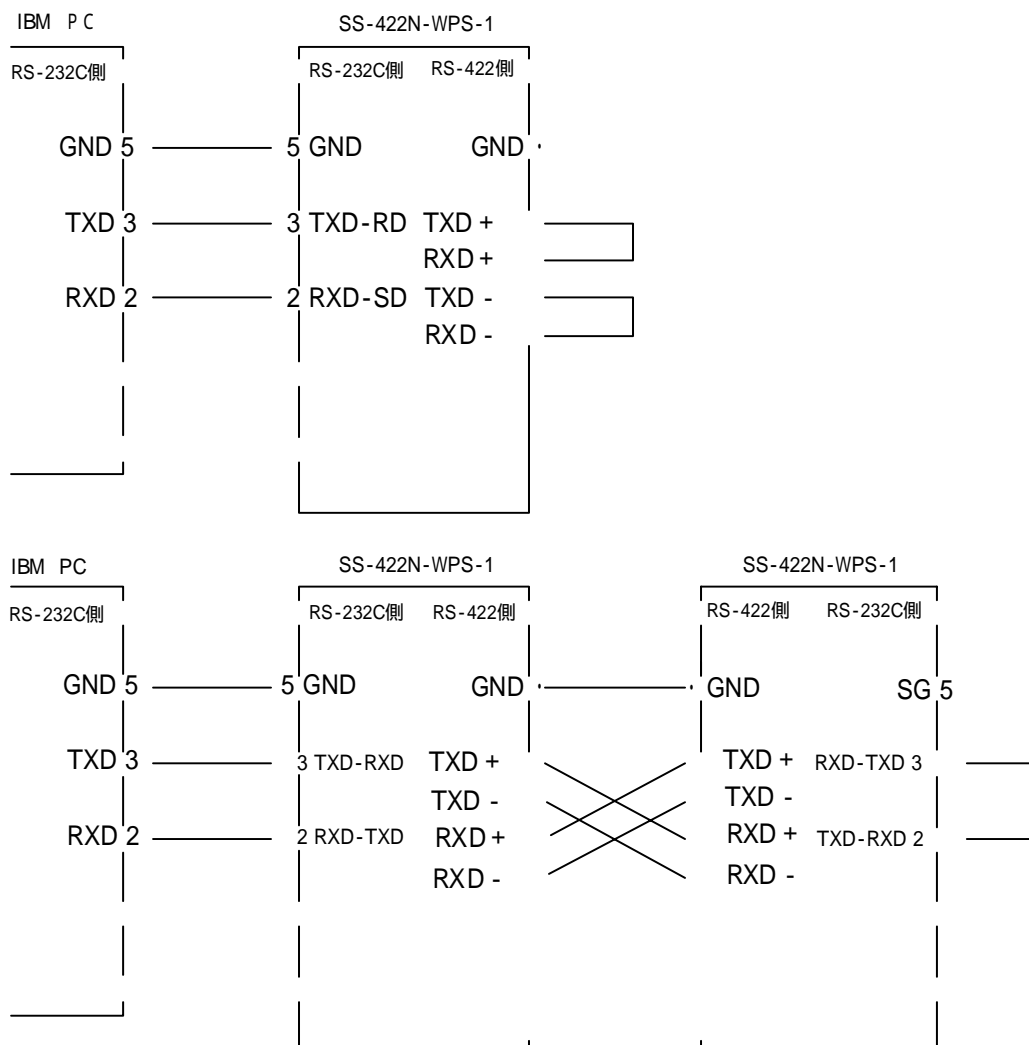 IBM PC SS-422N-WPS-1
RS-232C側 RS-232C側 RS-422側
GND 5 5 GND GND
TXD 3 3 TXD-RD TXD +
RXD +
RXD 2 2 RXD-SD TXD -
RXD -
IBM PC SS-422N-WPS-1 SS-422N-WPS-1
RS-232C側 RS-232C側 RS-422側 RS-422側 RS-232C側
GND 5 5 GND GND GND SG 5
TXD 3 3 TXD-RXD TXD + TXD + RXD-TXD 3
TXD - TXD -
RXD 2 2 RXD-TXD RXD + RXD + TXD-RXD 2
RXD - RXD -